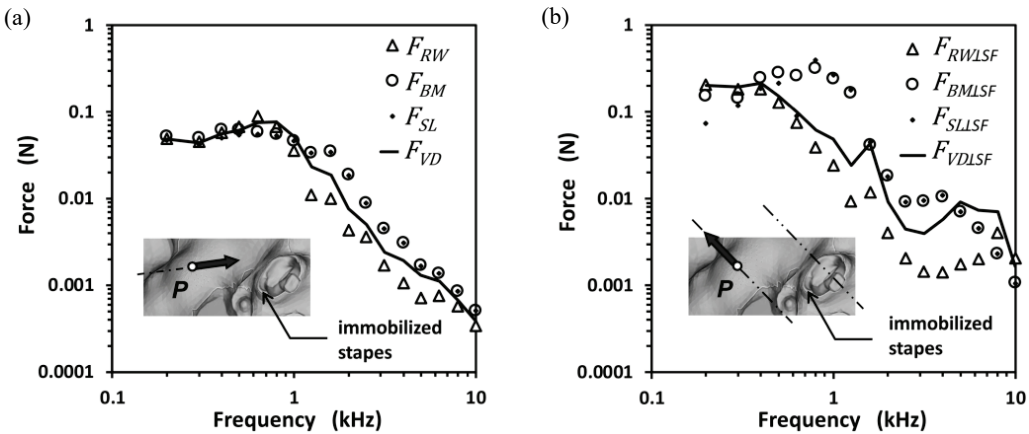 (a)
1
0.1
0.01
0.001
0.0001
Force (N)
F_RW
F_BM
F_SL
F_VD
P
immobilized
stapes
0.1
1
10
Frequency (kHz)
(b)
1
0.1
0.01
0.001
0.0001
Force (N)
F_RW⊥SF
F_BM⊥SF
F_SL⊥SF
F_VD⊥SF
P
immobilized
stapes
0.1
1
10
Frequency (kHz)